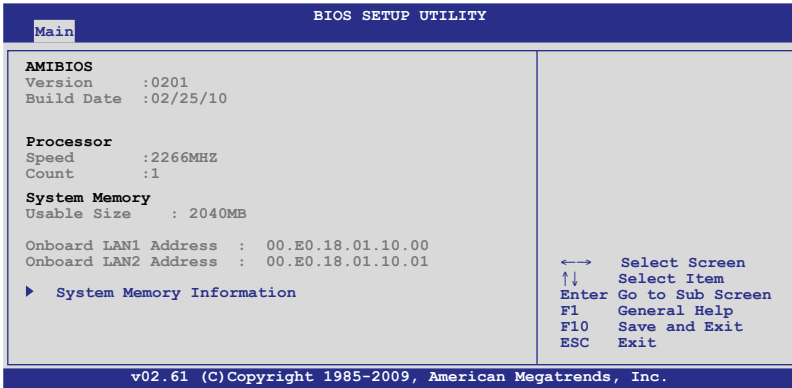 BIOS SETUP UTILITY
Main
AMIBIOS
Version :0201
Build Date :02/25/10
Processor
Speed :2266MHZ
Count :1
System Memory
Usable Size : 2040MB
Onboard LAN1 Address : 00.E0.18.01.10.00
Onboard LAN2 Address : 00.E0.18.01.10.01
System Memory Information
←→ Select Screen
↑↓ Select Item
Enter Go to Sub Screen
F1 General Help
F10 Save and Exit
ESC Exit
v02.61 (C)Copyright 1985-2009, American Megatrends, Inc.